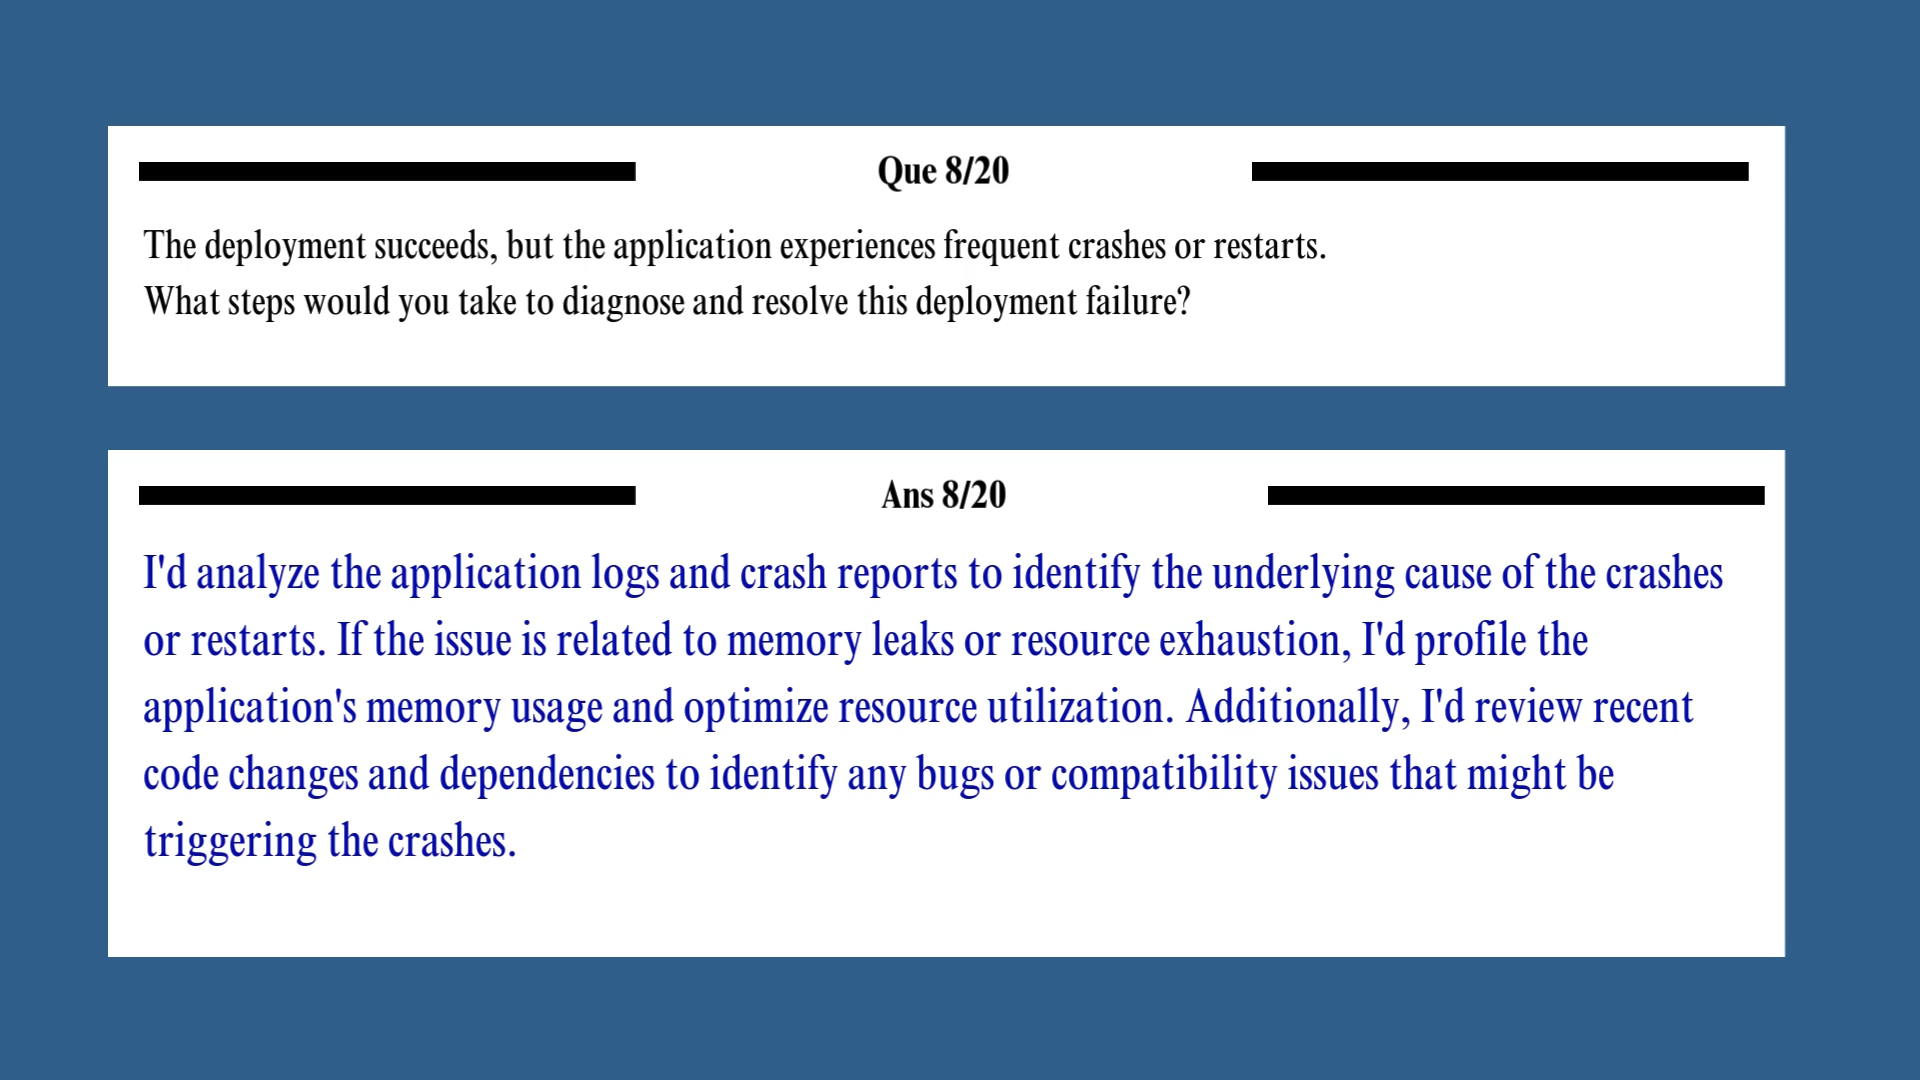 Que 8/20
The deployment succeeds, but the application experiences frequent crashes or restarts.
What steps would you take to diagnose and resolve this deployment failure?
Ans 8/20
I'd analyze the application logs and crash reports to identify the underlying cause of the crashes
or restarts. If the issue is related to memory leaks or resource exhaustion, I'd profile the
application's memory usage and optimize resource utilization. Additionally, I'd review recent
code changes and dependencies to identify any bugs or compatibility issues that might be
triggering the crashes.